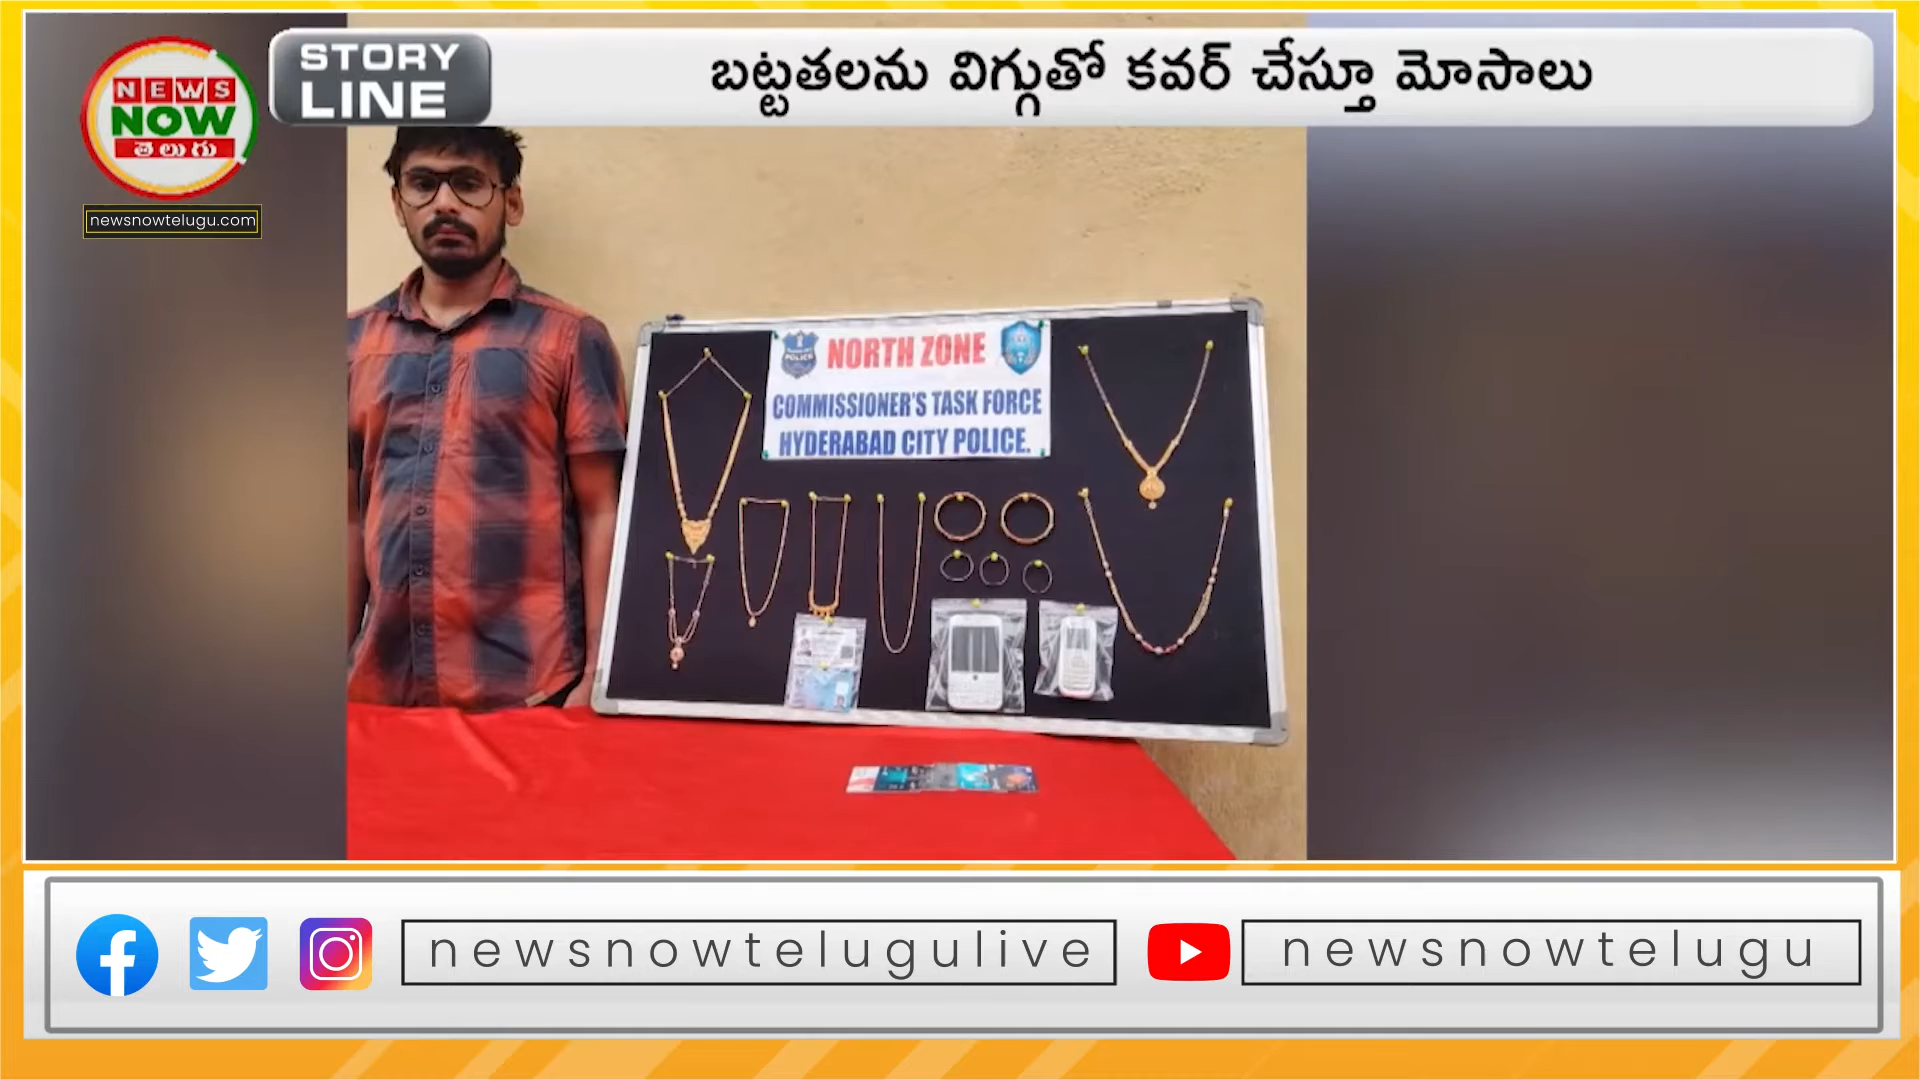 STORY
LINE
బట్టతలను విగ్గుతో కవర్ చేస్తూ మోసాలు
NEWS
NOW
తెలుగు
newsnowtelugu.com
POLICE
NORTH ZONE
COMMISSIONER'S TASK FORCE
HYDERABAD CITY POLICE.
newsnowtelugulive
newsnowtelugu